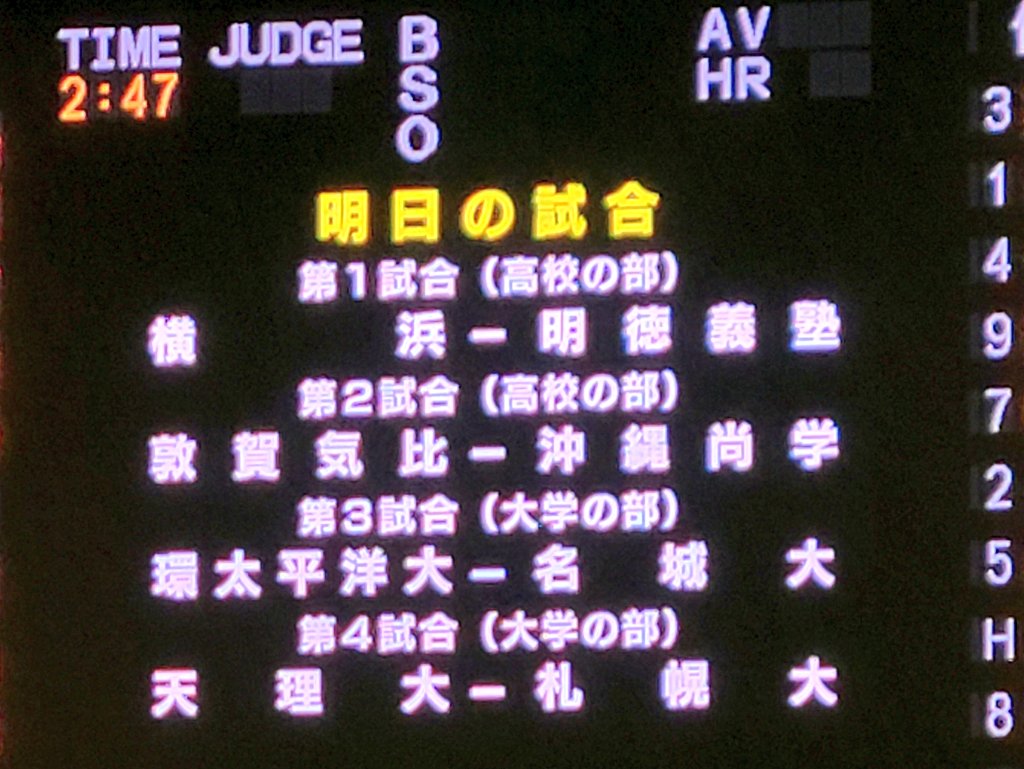 TIME JUDGE B AV
2:47 S HR
O
明日の試合
第1試合（高校の部）
横浜－明徳義塾
第2試合（高校の部）
敦賀気比－沖縄尚学
第3試合（大学の部）
環太平洋大－名城大
第4試合（大学の部）
天理大－札幌大
3
1
4
9
7
2
5
H
8